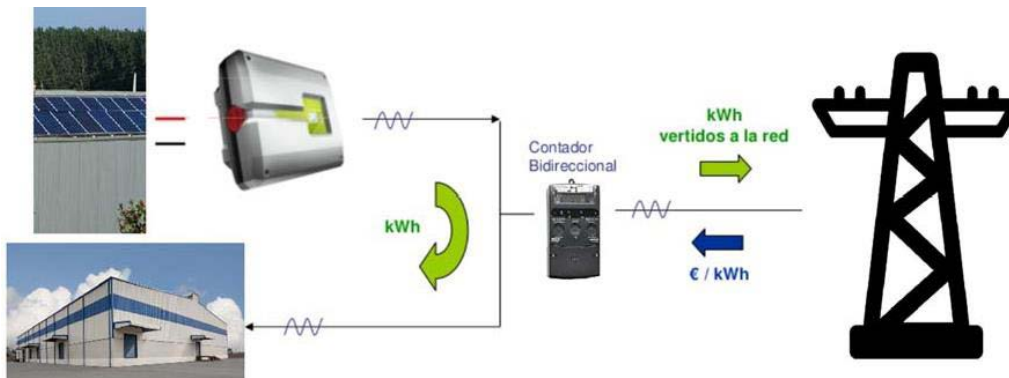 kWh
vertidos a la red
Contador
Bidireccional
kWh
€ / kWh